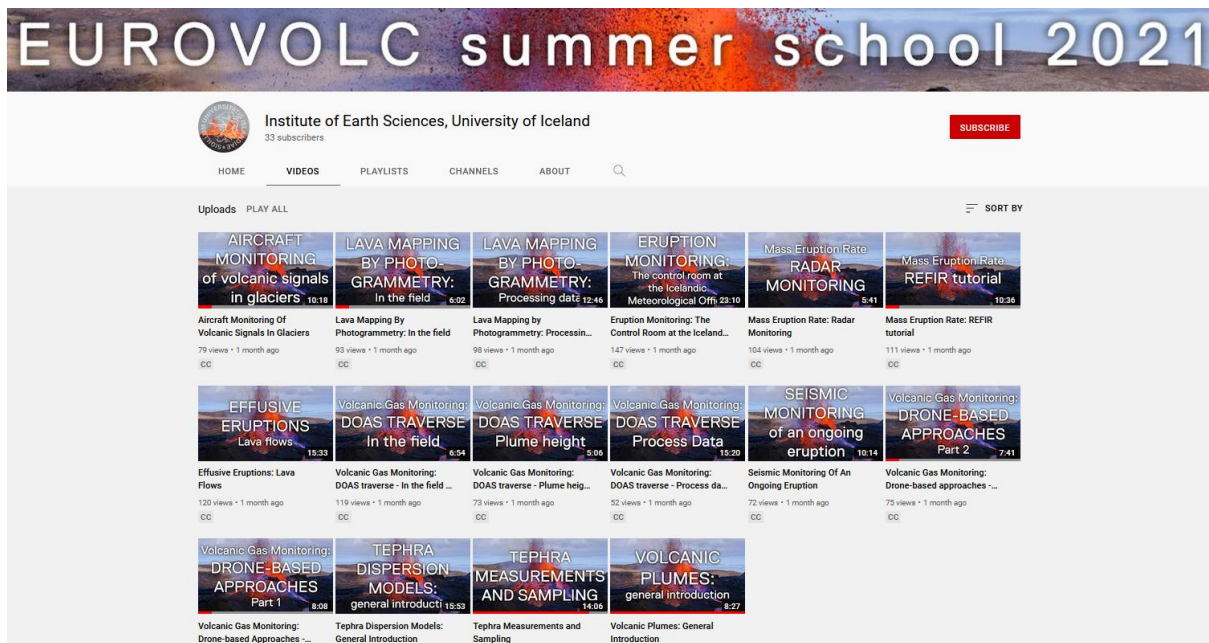 EUROVOLC summer school 2021
Institute of Earth Sciences, University of Iceland
33 subscribers
SUBSCRIBE
HOME VIDEOS PLAYLISTS CHANNELS ABOUT
Uploads PLAY ALL
SORT BY
AIRCRAFT
MONITORING
of volcanic signals
in glaciers 10:18
Aircraft Monitoring Of
Volcanic Signals In Glaciers
79 views • 1 month ago
CC
LAVA MAPPING
BY PHOTO-
GRAMMETRY:
In the field 6:02
Lava Mapping By
Photogrammetry: In the field
93 views • 1 month ago
CC
LAVA MAPPING
BY PHOTO-
GRAMMETRY:
Processing data 12:46
Lava Mapping by
Photogrammetry: Processin...
98 views • 1 month ago
CC
ERUPTION
MONITORING:
The control room at
the Icelandic
Meteorological Offi 23:10
Eruption Monitoring: The
Control Room at the Iceland...
147 views • 1 month ago
CC
Mass Eruption Rate
RADAR
MONITORING
5:41
Mass Eruption Rate: Radar
Monitoring
104 views • 1 month ago
CC
Mass Eruption Rate:
REFIR tutorial
10:36
Mass Eruption Rate: REFIR
tutorial
111 views • 1 month ago
CC
EFFUSIVE
ERUPTIONS
Lava flows
15:33
Effusive Eruptions: Lava
Flows
120 views • 1 month ago
CC
Volcanic Gas Monitoring:
DOAS TRAVERSE
In the field
6:54
Volcanic Gas Monitoring:
DOAS traverse - In the field ...
119 views • 1 month ago
CC
Volcanic Gas Monitoring:
DOAS TRAVERSE
Plume height
5:06
Volcanic Gas Monitoring:
DOAS traverse - Plume heig...
73 views • 1 month ago
CC
Volcanic Gas Monitoring:
DOAS TRAVERSE
Process Data
15:20
Volcanic Gas Monitoring:
DOAS traverse - Process da...
52 views • 1 month ago
CC
SEISMIC
MONITORING
of an ongoing
eruption 10:14
Seismic Monitoring Of An
Ongoing Eruption
72 views • 1 month ago
CC
Volcanic Gas Monitoring:
DRONE-BASED
APPROACHES
Part 2 7:41
Volcanic Gas Monitoring:
Drone-based approaches -...
75 views • 1 month ago
CC
Volcanic Gas Monitoring:
DRONE-BASED
APPROACHES
Part 1 8:08
Volcanic Gas Monitoring:
Drone-based Approaches -...
TEPHRA
DISPERSION
MODELS:
general introducti 15:53
Tephra Dispersion Models:
General Introduction
TEPHRA
MEASUREMENTS
AND SAMPLING
14:06
Tephra Measurements and
Sampling
VOLCANIC
PLUMES:
general introduction
8:27
Volcanic Plumes: General
Introduction